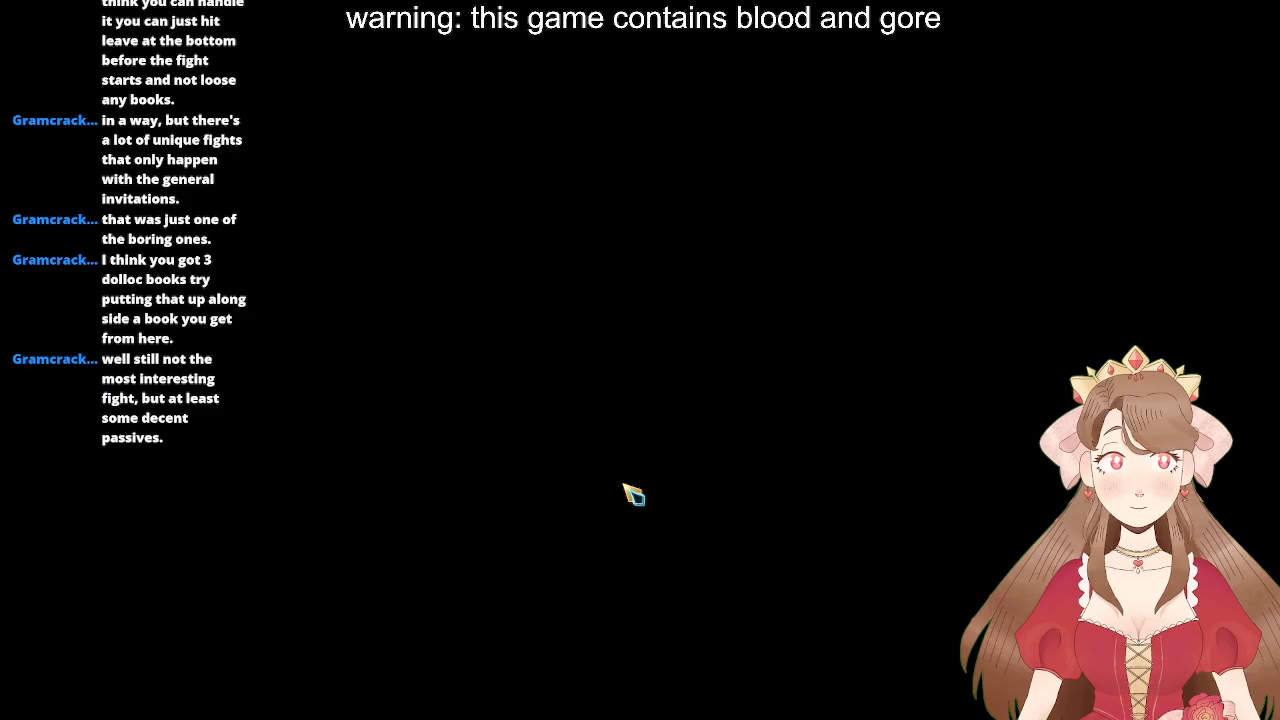 warning: this game contains blood and gore
think you can handle
it you can just hit
leave at the bottom
before the fight
starts and not loose
any books.
Gramcrack... in a way, but there's
a lot of unique fights
that only happen
with the general
invitations.
Gramcrack... that was just one of
the boring ones.
Gramcrack... I think you got 3
dolloc books try
putting that up along
side a book you get
from here.
Gramcrack... well still not the
most interesting
fight, but at least
some decent
passives.